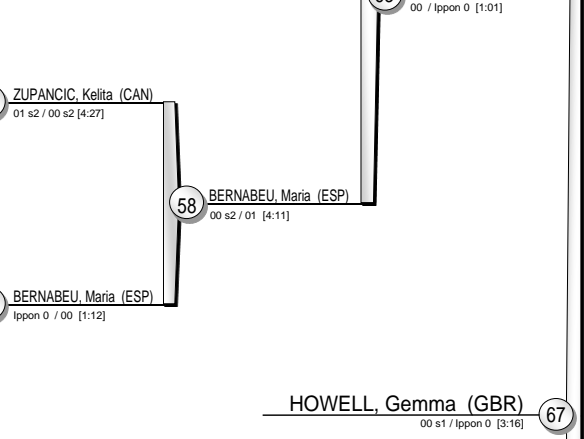 00 / Ippon 0 [1:01]
ZUPANCIC, Kelita (CAN)
01 s2 / 00 s2 [4:27]
58
BERNABEU, Maria (ESP)
00 s2 / 01 [4:11]
BERNABEU, Maria (ESP)
Ippon 0 / 00 [1:12]
HOWELL, Gemma (GBR)
00 s1 / Ippon 0 [3:16]
67